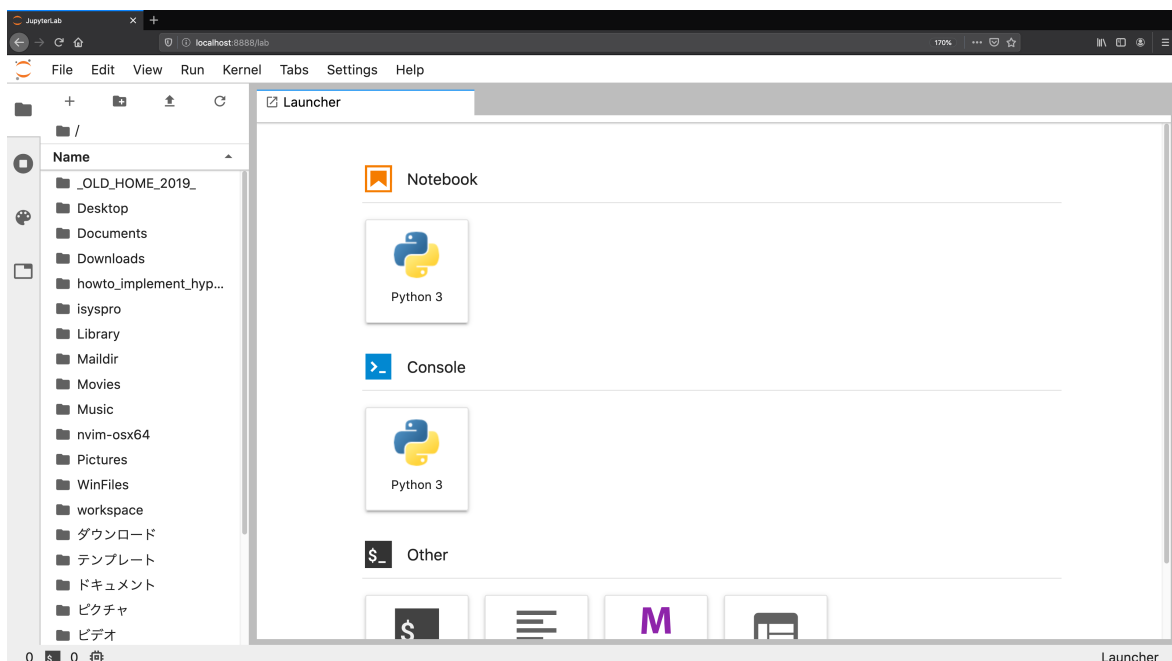 JupyterLab
localhost:8888/lab
170%
File Edit View Run Kernel Tabs Settings Help
Launcher
/
Name
_OLD_HOME_2019_
Desktop
Documents
Downloads
howto_implement_hyp...
isyspro
Library
Maildir
Movies
Music
nvim-osx64
Pictures
WinFiles
workspace
ダウンロード
テンプレート
ドキュメント
ピクチャ
ビデオ
Notebook
Python 3
Console
Python 3
$_ Other
$
M
0 $_ 0
Launcher